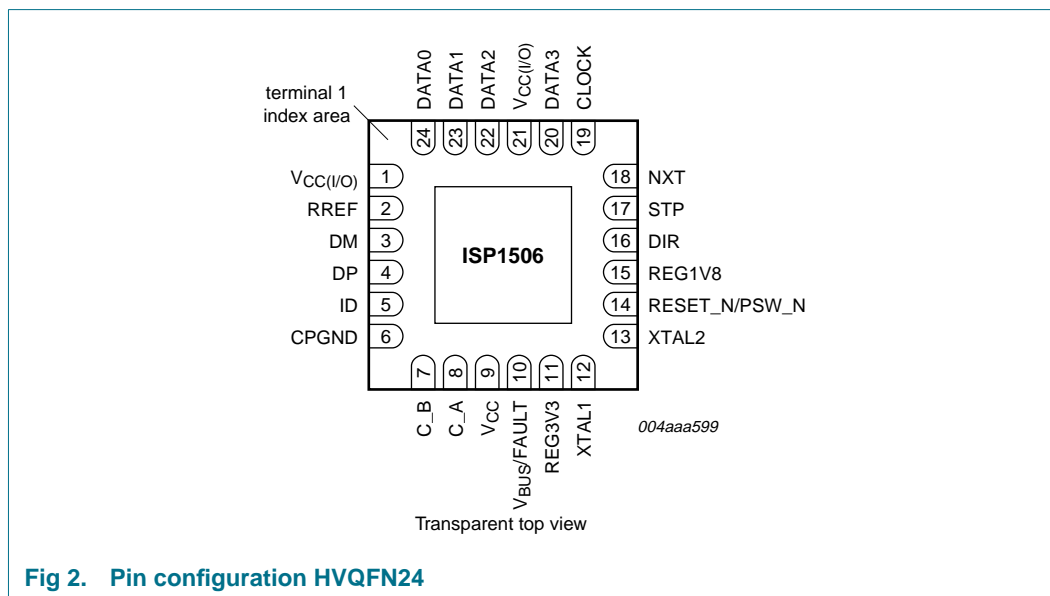 DATA0
DATA1
DATA2
VCC(I/O)
DATA3
CLOCK
terminal 1
index area
24
23
22
21
20
19
VCC(I/O) 1
RREF 2
DM 3
DP 4
ID 5
CPGND 6
ISP1506
18 NXT
17 STP
16 DIR
15 REG1V8
14 RESET_N/PSW_N
13 XTAL2
7
8
9
10
11
12
C_B
C_A
VCC
VBUS/FAULT
REG3V3
XTAL1
004aaa599
Transparent top view
Fig 2. Pin configuration HVQFN24